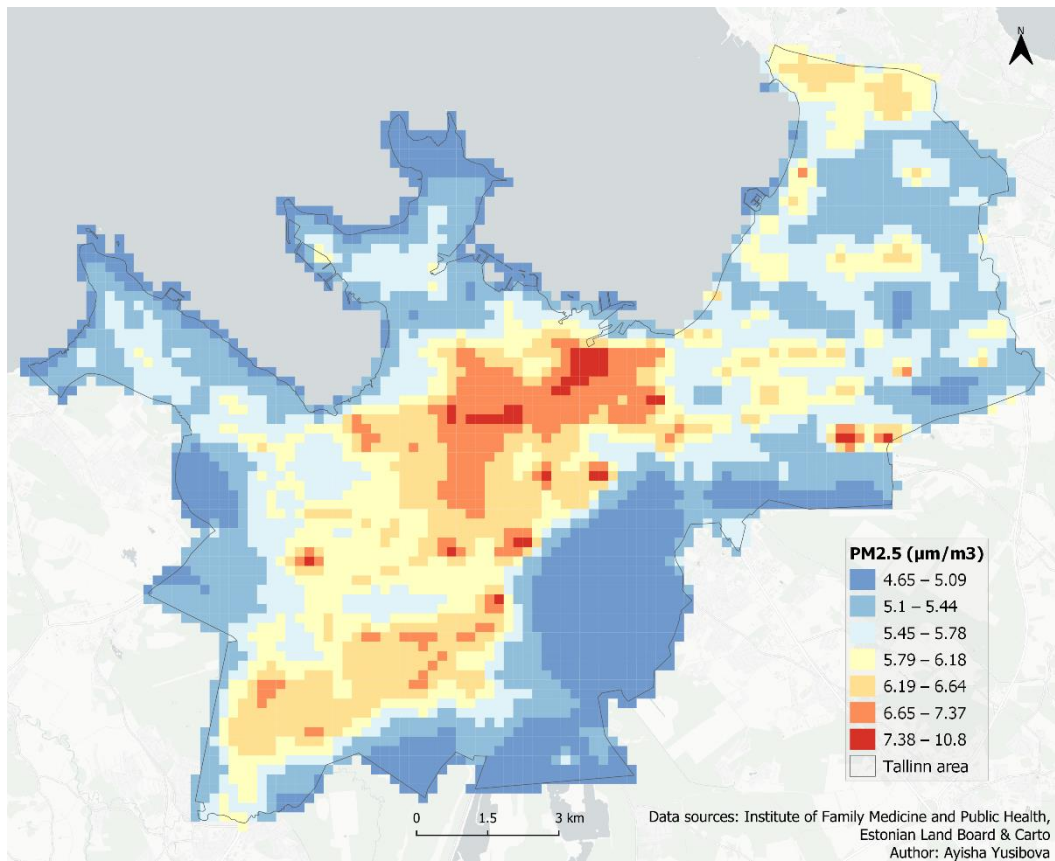 N
PM2.5 (μm/m3)
4.65 – 5.09
5.1 – 5.44
5.45 – 5.78
5.79 – 6.18
6.19 – 6.64
6.65 – 7.37
7.38 – 10.8
Tallinn area
0 1.5 3 km
Data sources: Institute of Family Medicine and Public Health,
Estonian Land Board & Carto
Author: Ayisha Yusibova